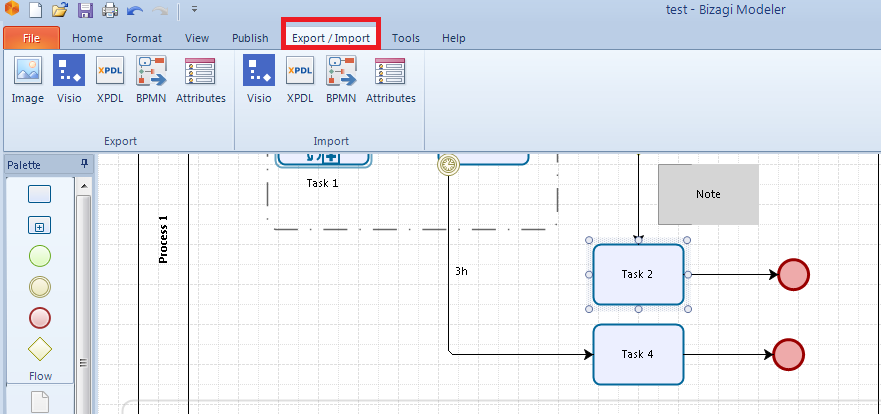 test - Bizagi Modeler
File Home Format View Publish Export / Import Tools Help
Image Visio XPDL BPMN Attributes Visio XPDL BPMN Attributes
Export Import
Palette
Flow
Process 1
Task 1
Note
3h
Task 2
Task 4